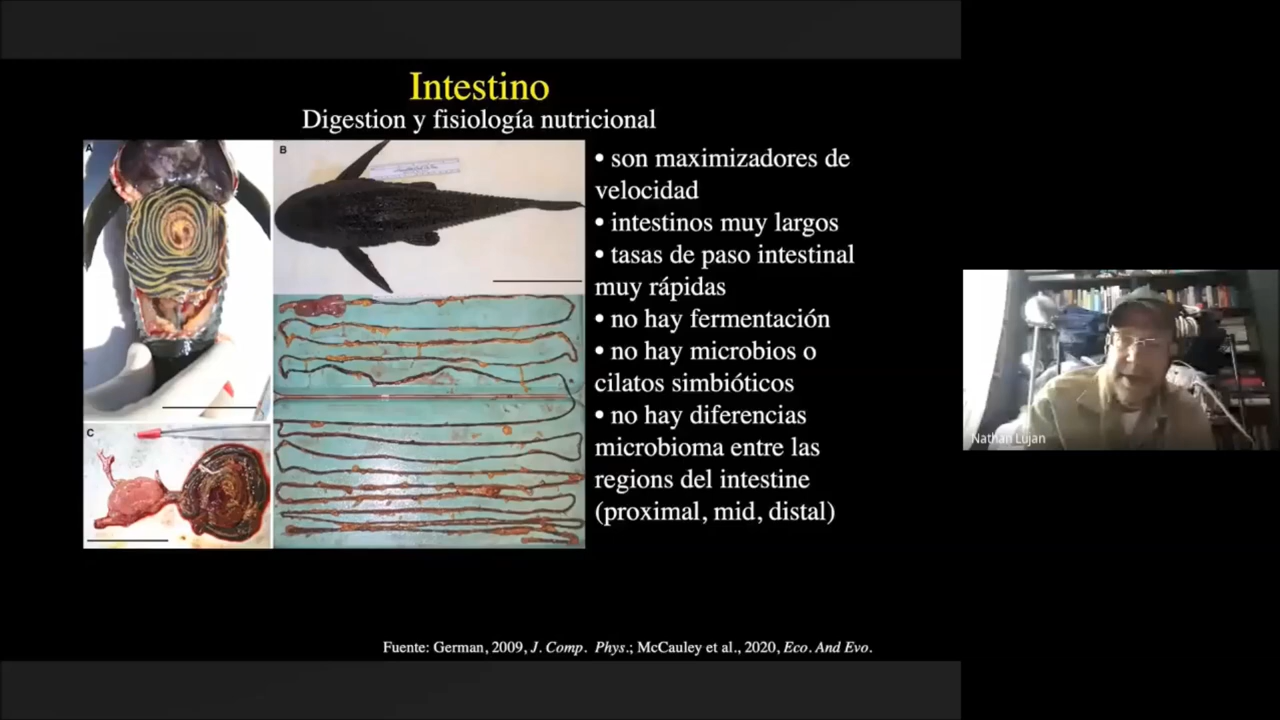 Intestino
Digestion y fisiología nutricional
A
B
C
• son maximizadores de
velocidad
• intestinos muy largos
• tasas de paso intestinal
muy rápidas
• no hay fermentación
• no hay microbios o
cilatos simbióticos
• no hay diferencias
microbioma entre las
regions del intestine
(proximal, mid, distal)
Fuente: German, 2009, J. Comp. Phys.; McCauley et al., 2020, Eco. And Evo.
Nathan Lujan